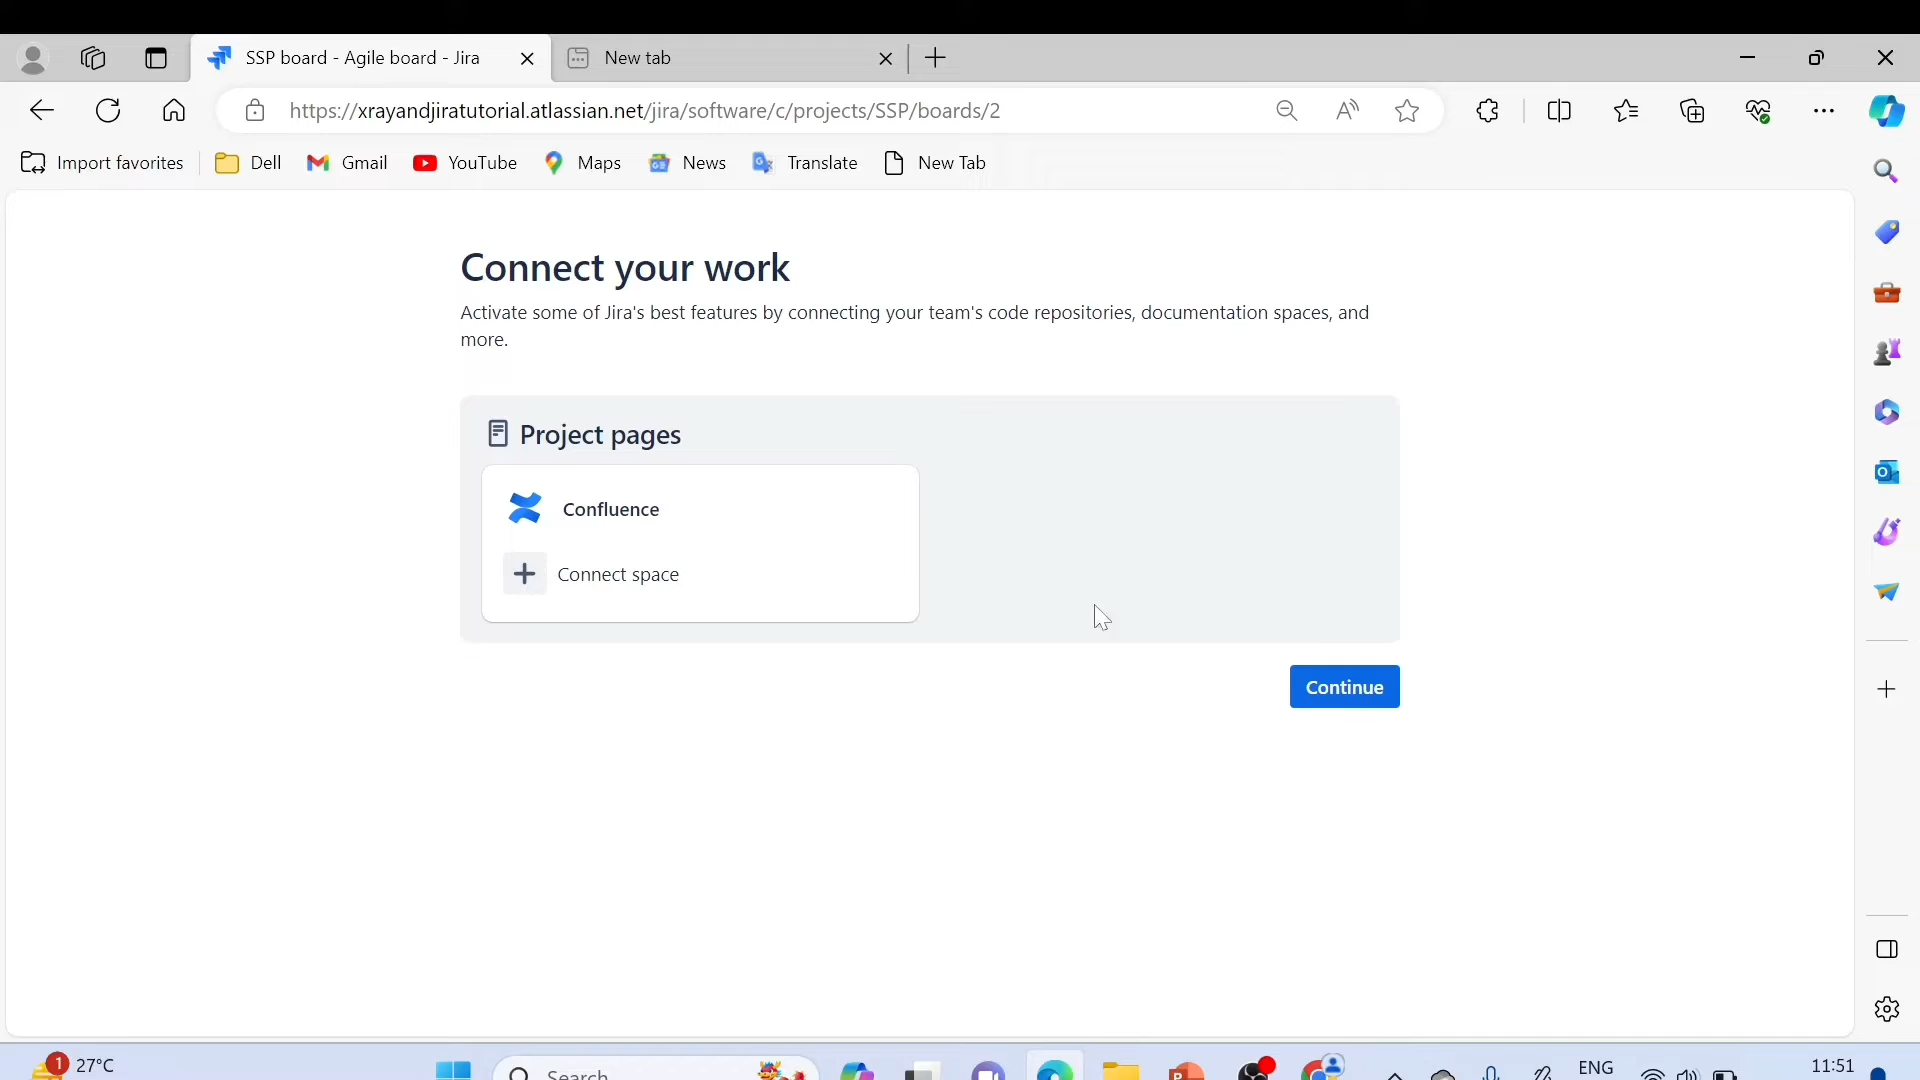 SSP board - Agile board - Jira
New tab
https://xrayandjiratutorial.atlassian.net/jira/software/c/projects/SSP/boards/2
Import favorites
Dell
Gmail
YouTube
Maps
News
Translate
New Tab
Connect your work
Activate some of Jira's best features by connecting your team's code repositories, documentation spaces, and
more.
Project pages
Confluence
Connect space
Continue
1
27°C
Search
ENG
11:51